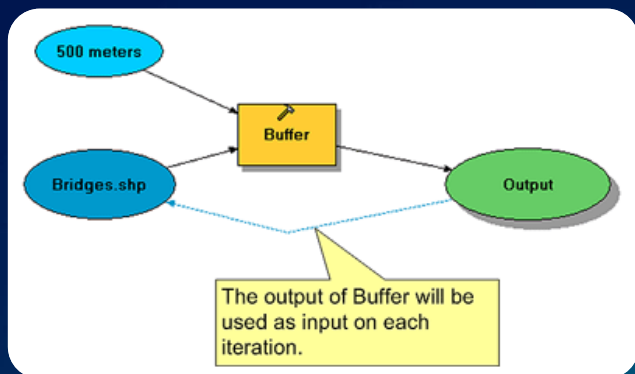 500 meters
Buffer
Bridges.shp
Output
The output of Buffer will be
used as input on each
iteration.